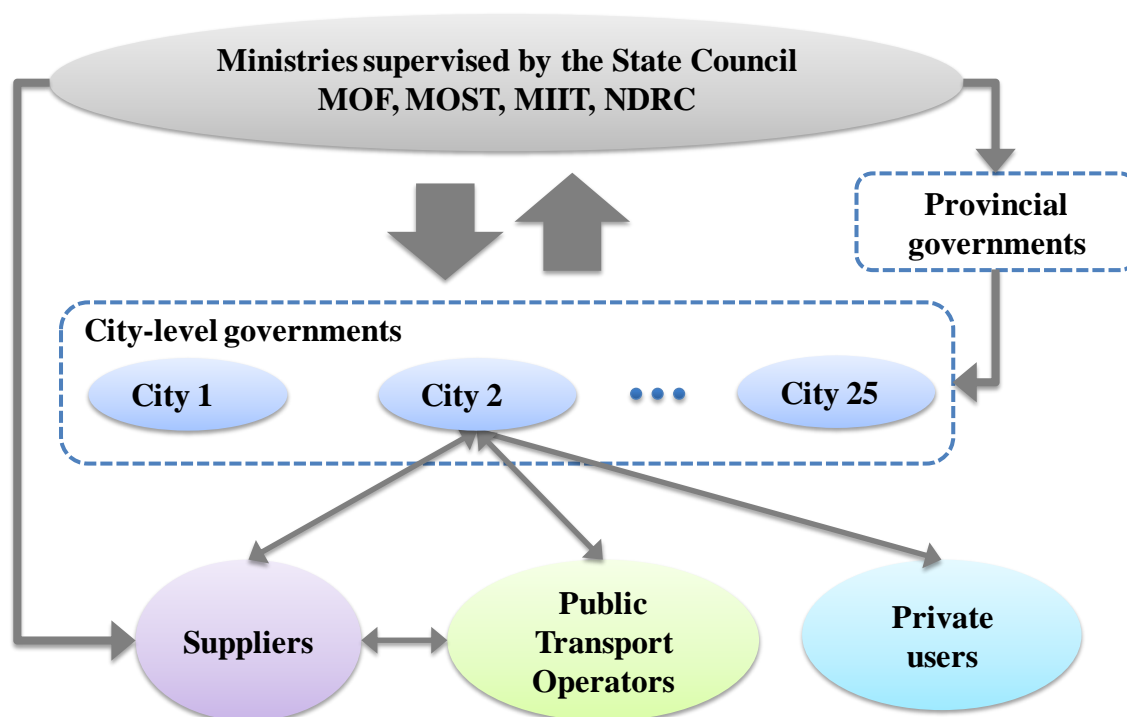 Ministries supervised by the State Council
MOF, MOST, MIIT, NDRC
Provincial
governments
City-level governments
City 1
City 2
City 25
Suppliers
Public
Transport
Operators
Private
users